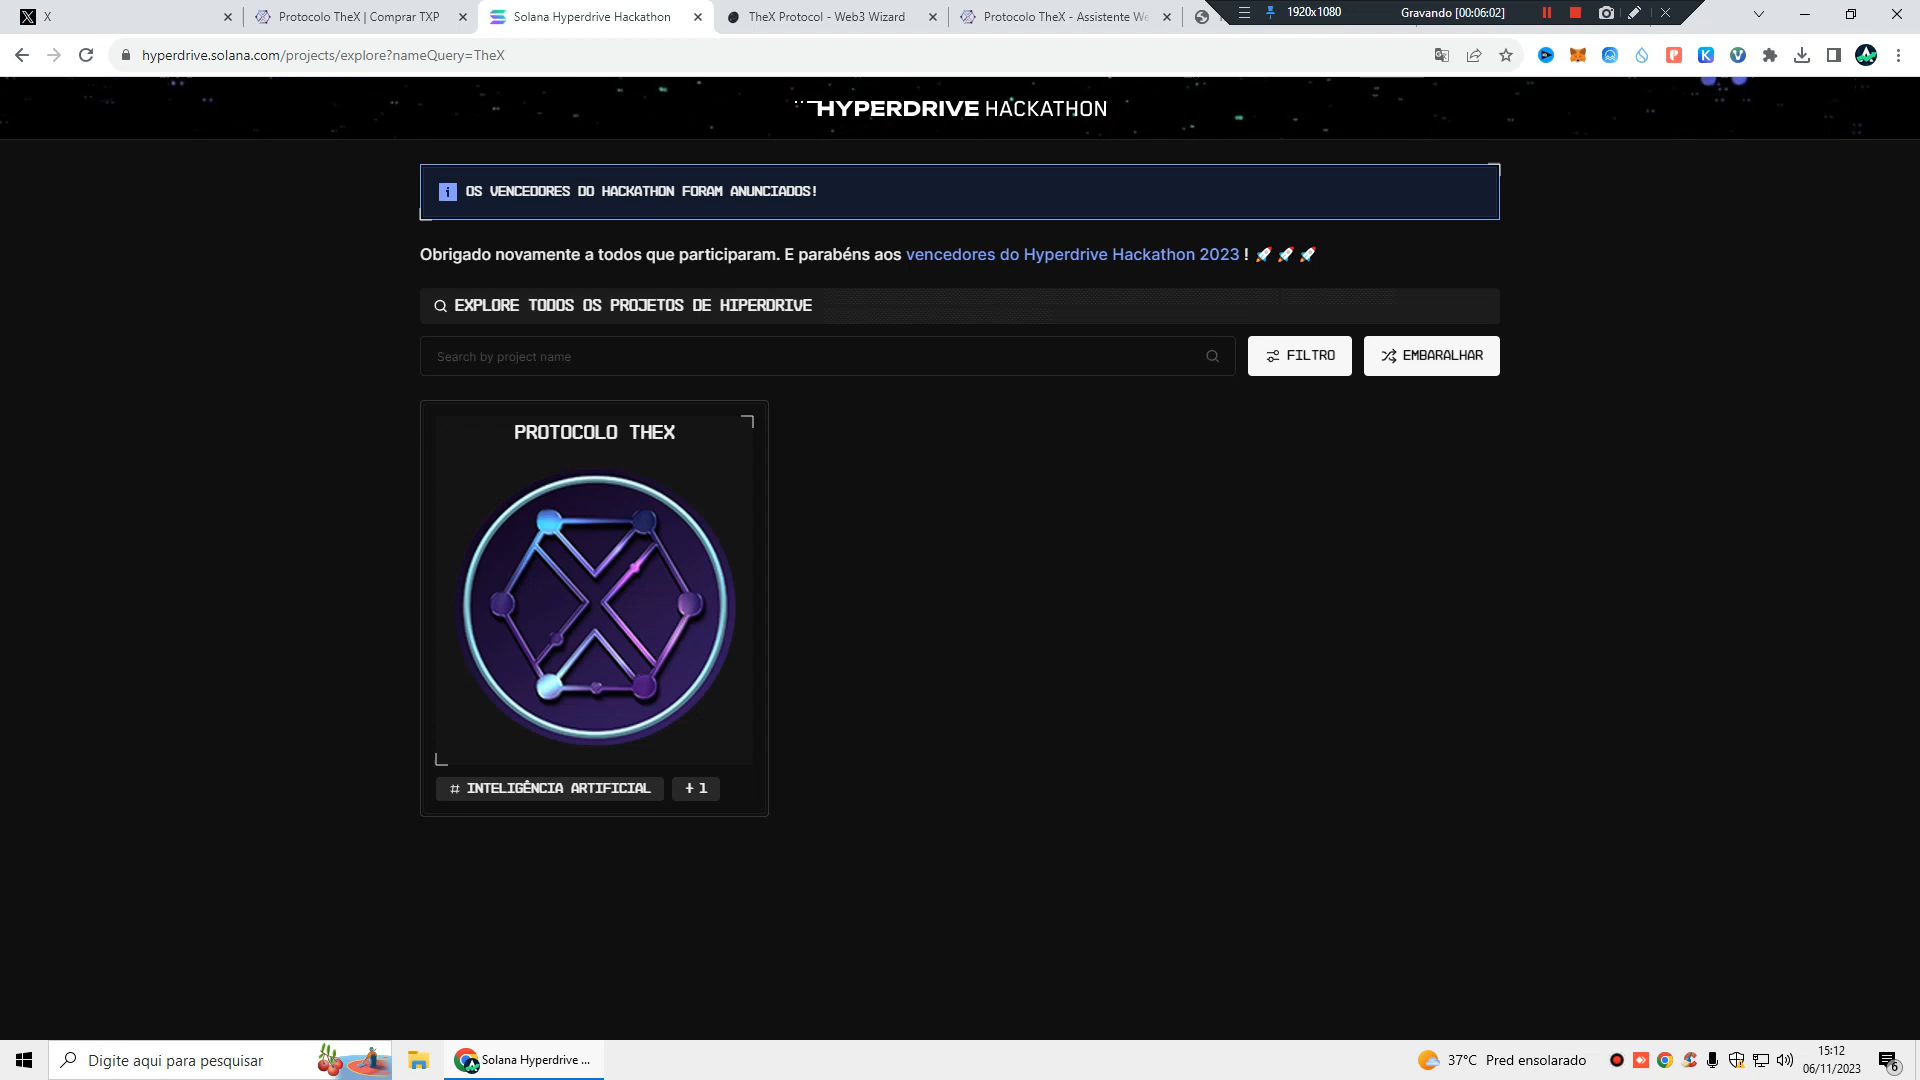 X
Protocolo TheX | Comprar TXP
Solana Hyperdrive Hackathon
TheX Protocol - Web3 Wizard
Protocolo TheX - Assistente We
1920x1080
Gravando [00:06:02]
hyperdrive.solana.com/projects/explore?nameQuery=TheX
HYPERDRIVE HACKATHON
i OS VENCEDORES DO HACKATHON FORAM ANUNCIADOS!
Obrigado novamente a todos que participaram. E parabéns aos vencedores do Hyperdrive Hackathon 2023 ! 🚀 🚀 🚀
EXPLORE TODOS OS PROJETOS DE HIPERDRIVE
Search by project name
FILTRO
EMBARALHAR
PROTOCOLO THEX
# INTELIGÊNCIA ARTIFICIAL
+ 1
Digite aqui para pesquisar
Solana Hyperdrive ...
37°C Pred ensolarado
15:12
06/11/2023
6